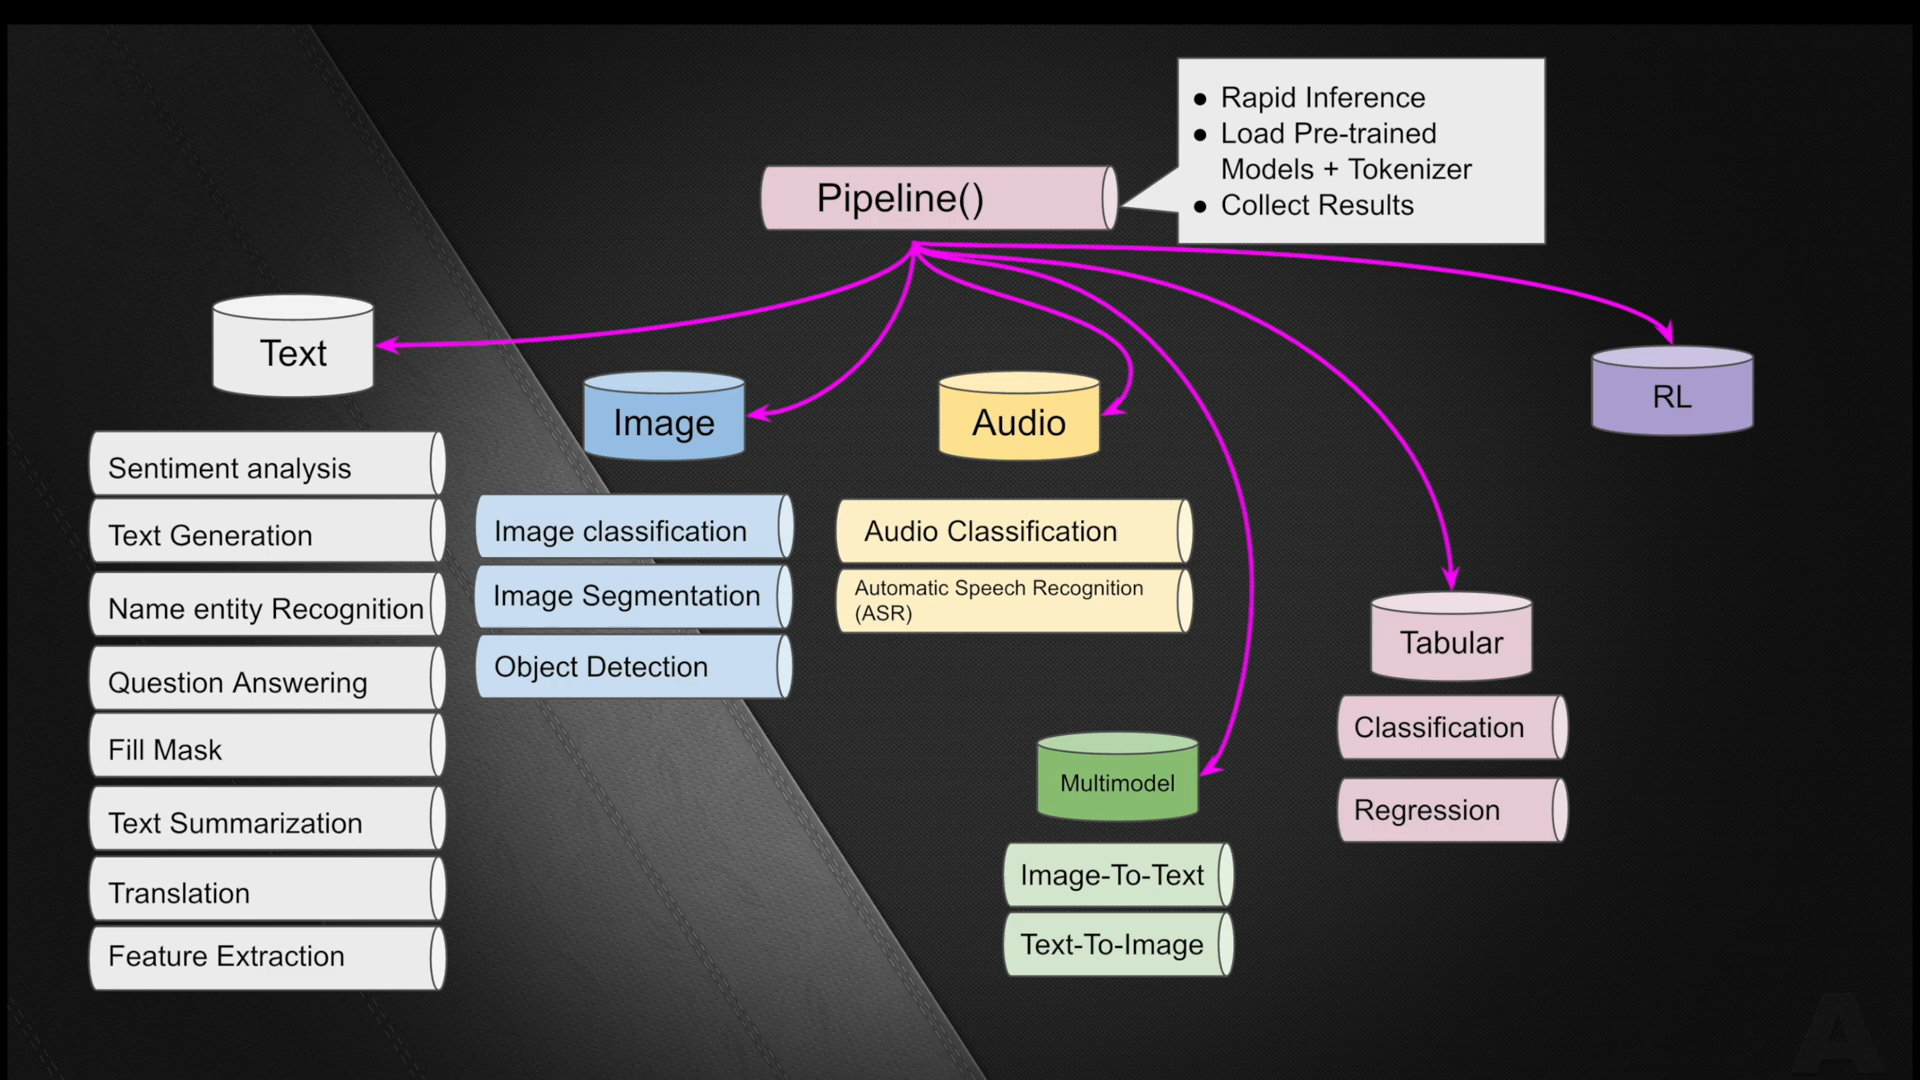 ● Rapid Inference
● Load Pre-trained
Models + Tokenizer
● Collect Results
Pipeline()
Text
Sentiment analysis
Text Generation
Name entity Recognition
Question Answering
Fill Mask
Text Summarization
Translation
Feature Extraction
Image
Image classification
Image Segmentation
Object Detection
Audio
Audio Classification
Automatic Speech Recognition
(ASR)
Multimodel
Image-To-Text
Text-To-Image
Tabular
Classification
Regression
RL
A